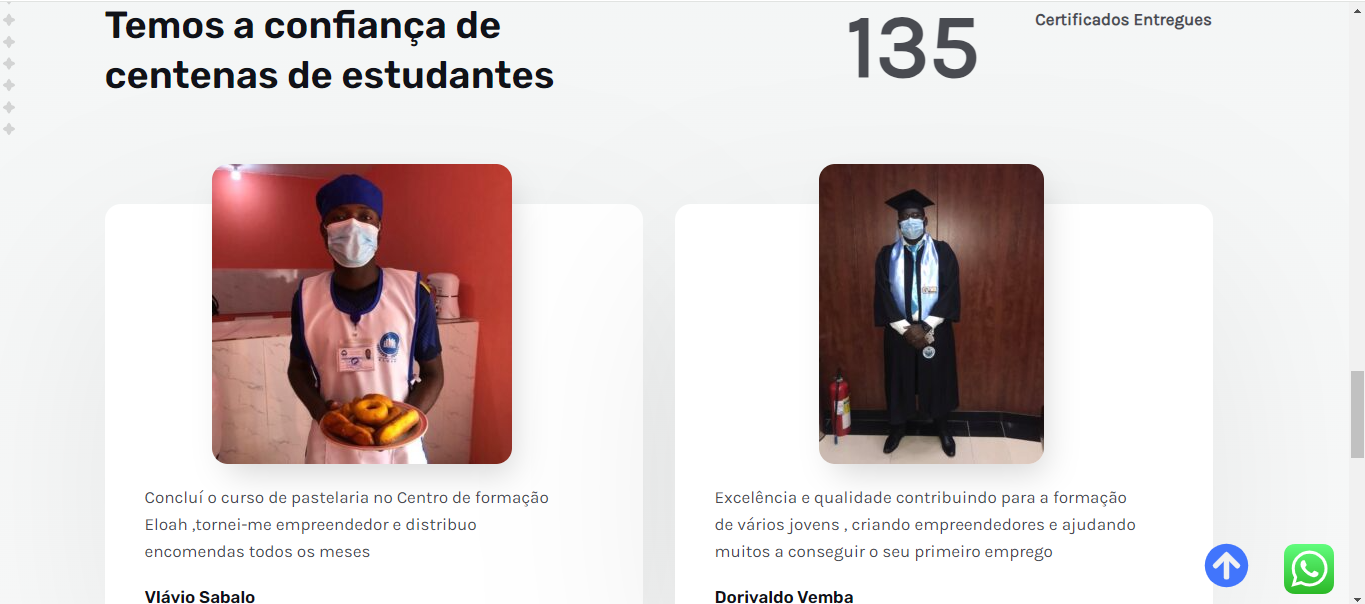 Temos a confiança de
centenas de estudantes
135
Certificados Entregues
Concluí o curso de pastelaria no Centro de formação
Eloah ,tornei-me empreendedor e distribuo
encomendas todos os meses
Vlávio Sabalo
Excelência e qualidade contribuindo para a formação
de vários jovens , criando empreendedores e ajudando
muitos a conseguir o seu primeiro emprego
Dorivaldo Vemba